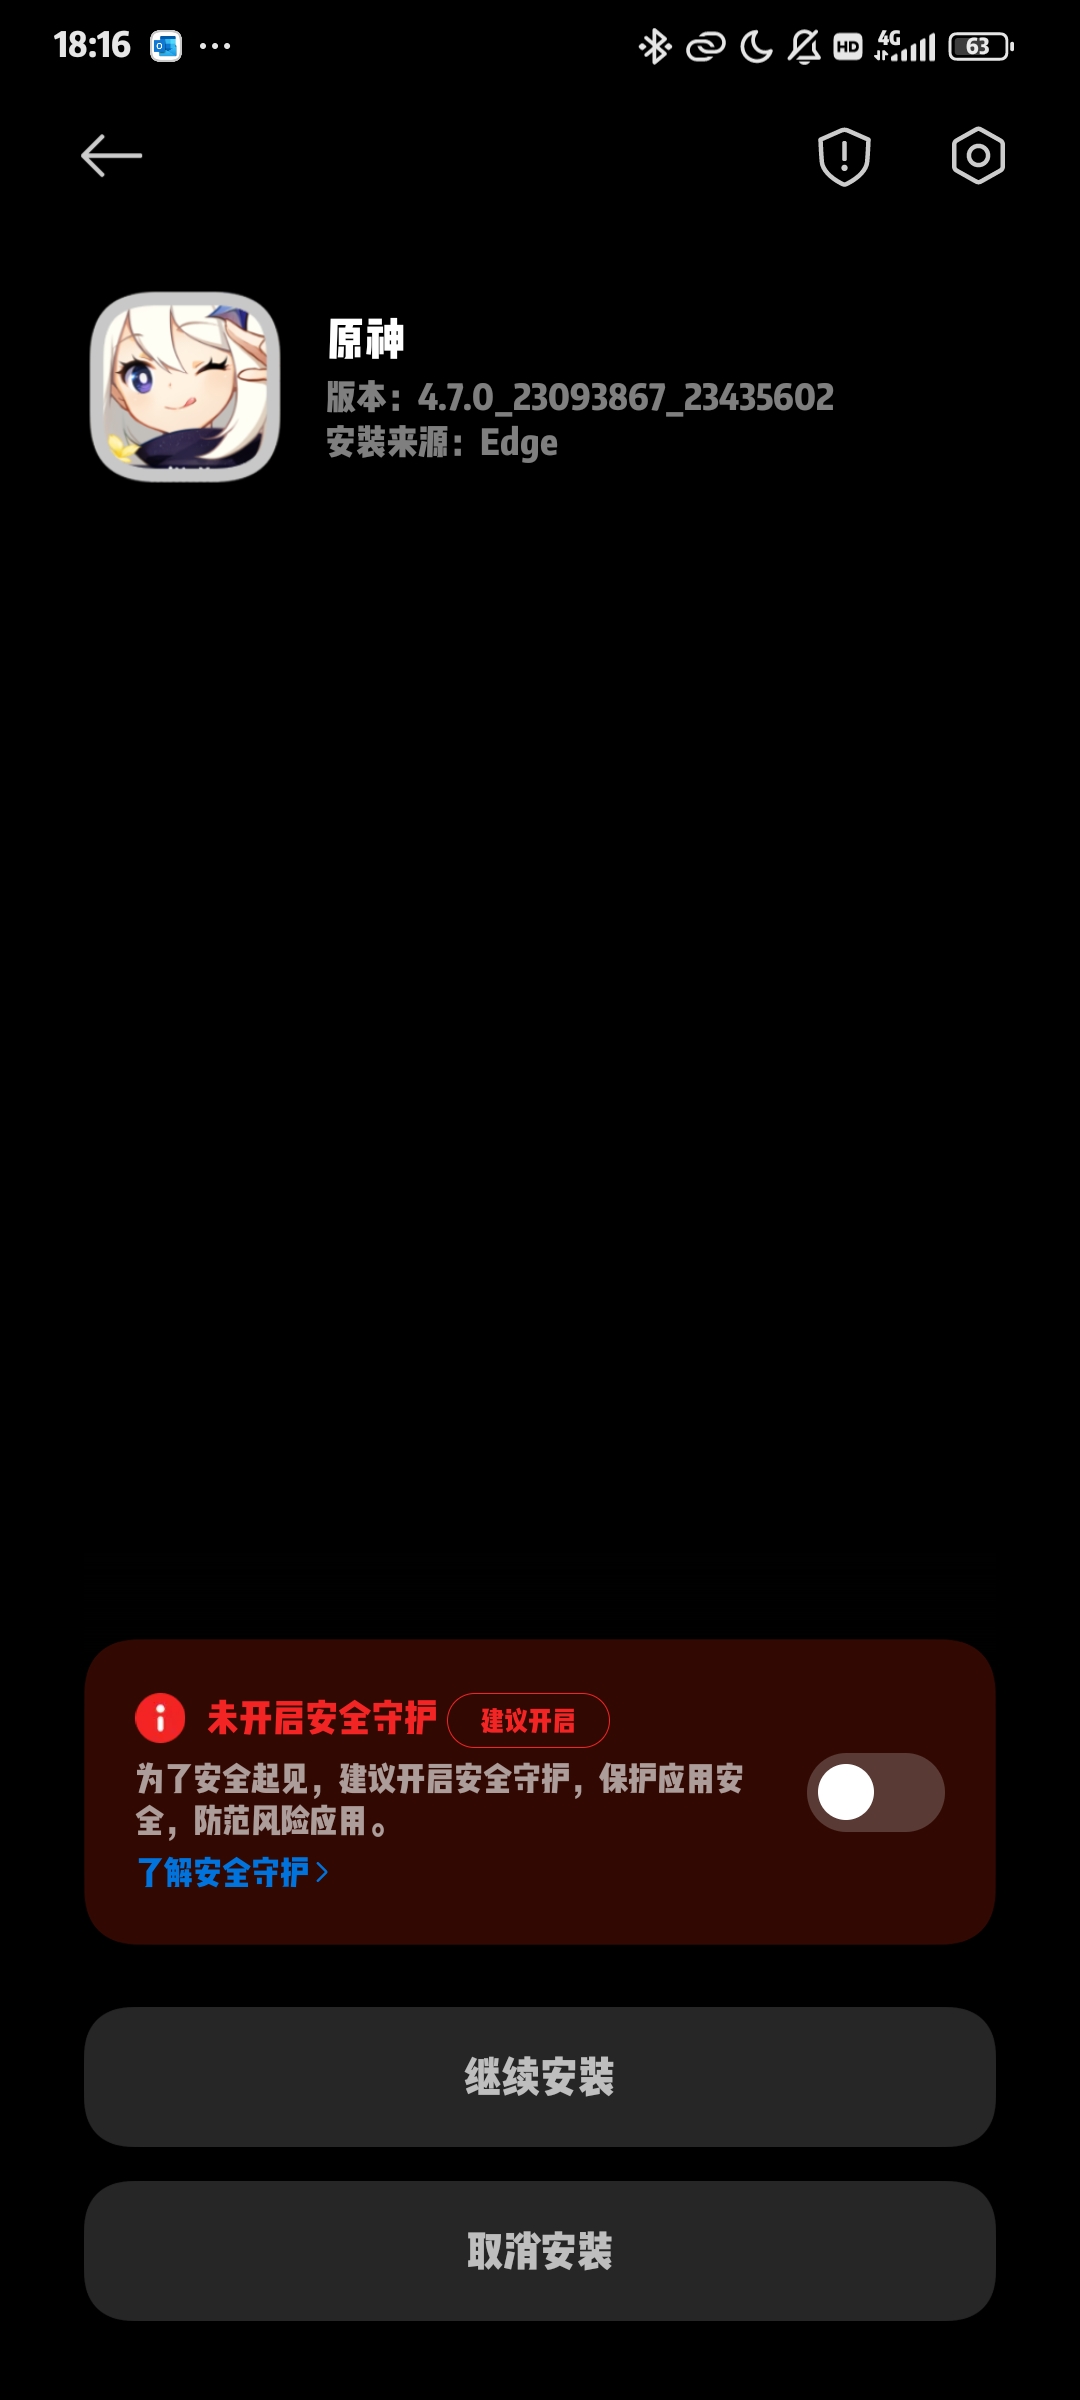 18:16
HD 4G 63
原神
版本：4.7.0_23093867_23435602
安装来源：Edge
未开启安全守护 建议开启
为了安全起见，建议开启安全守护，保护应用安
全，防范风险应用。
了解安全守护
继续安装
取消安装